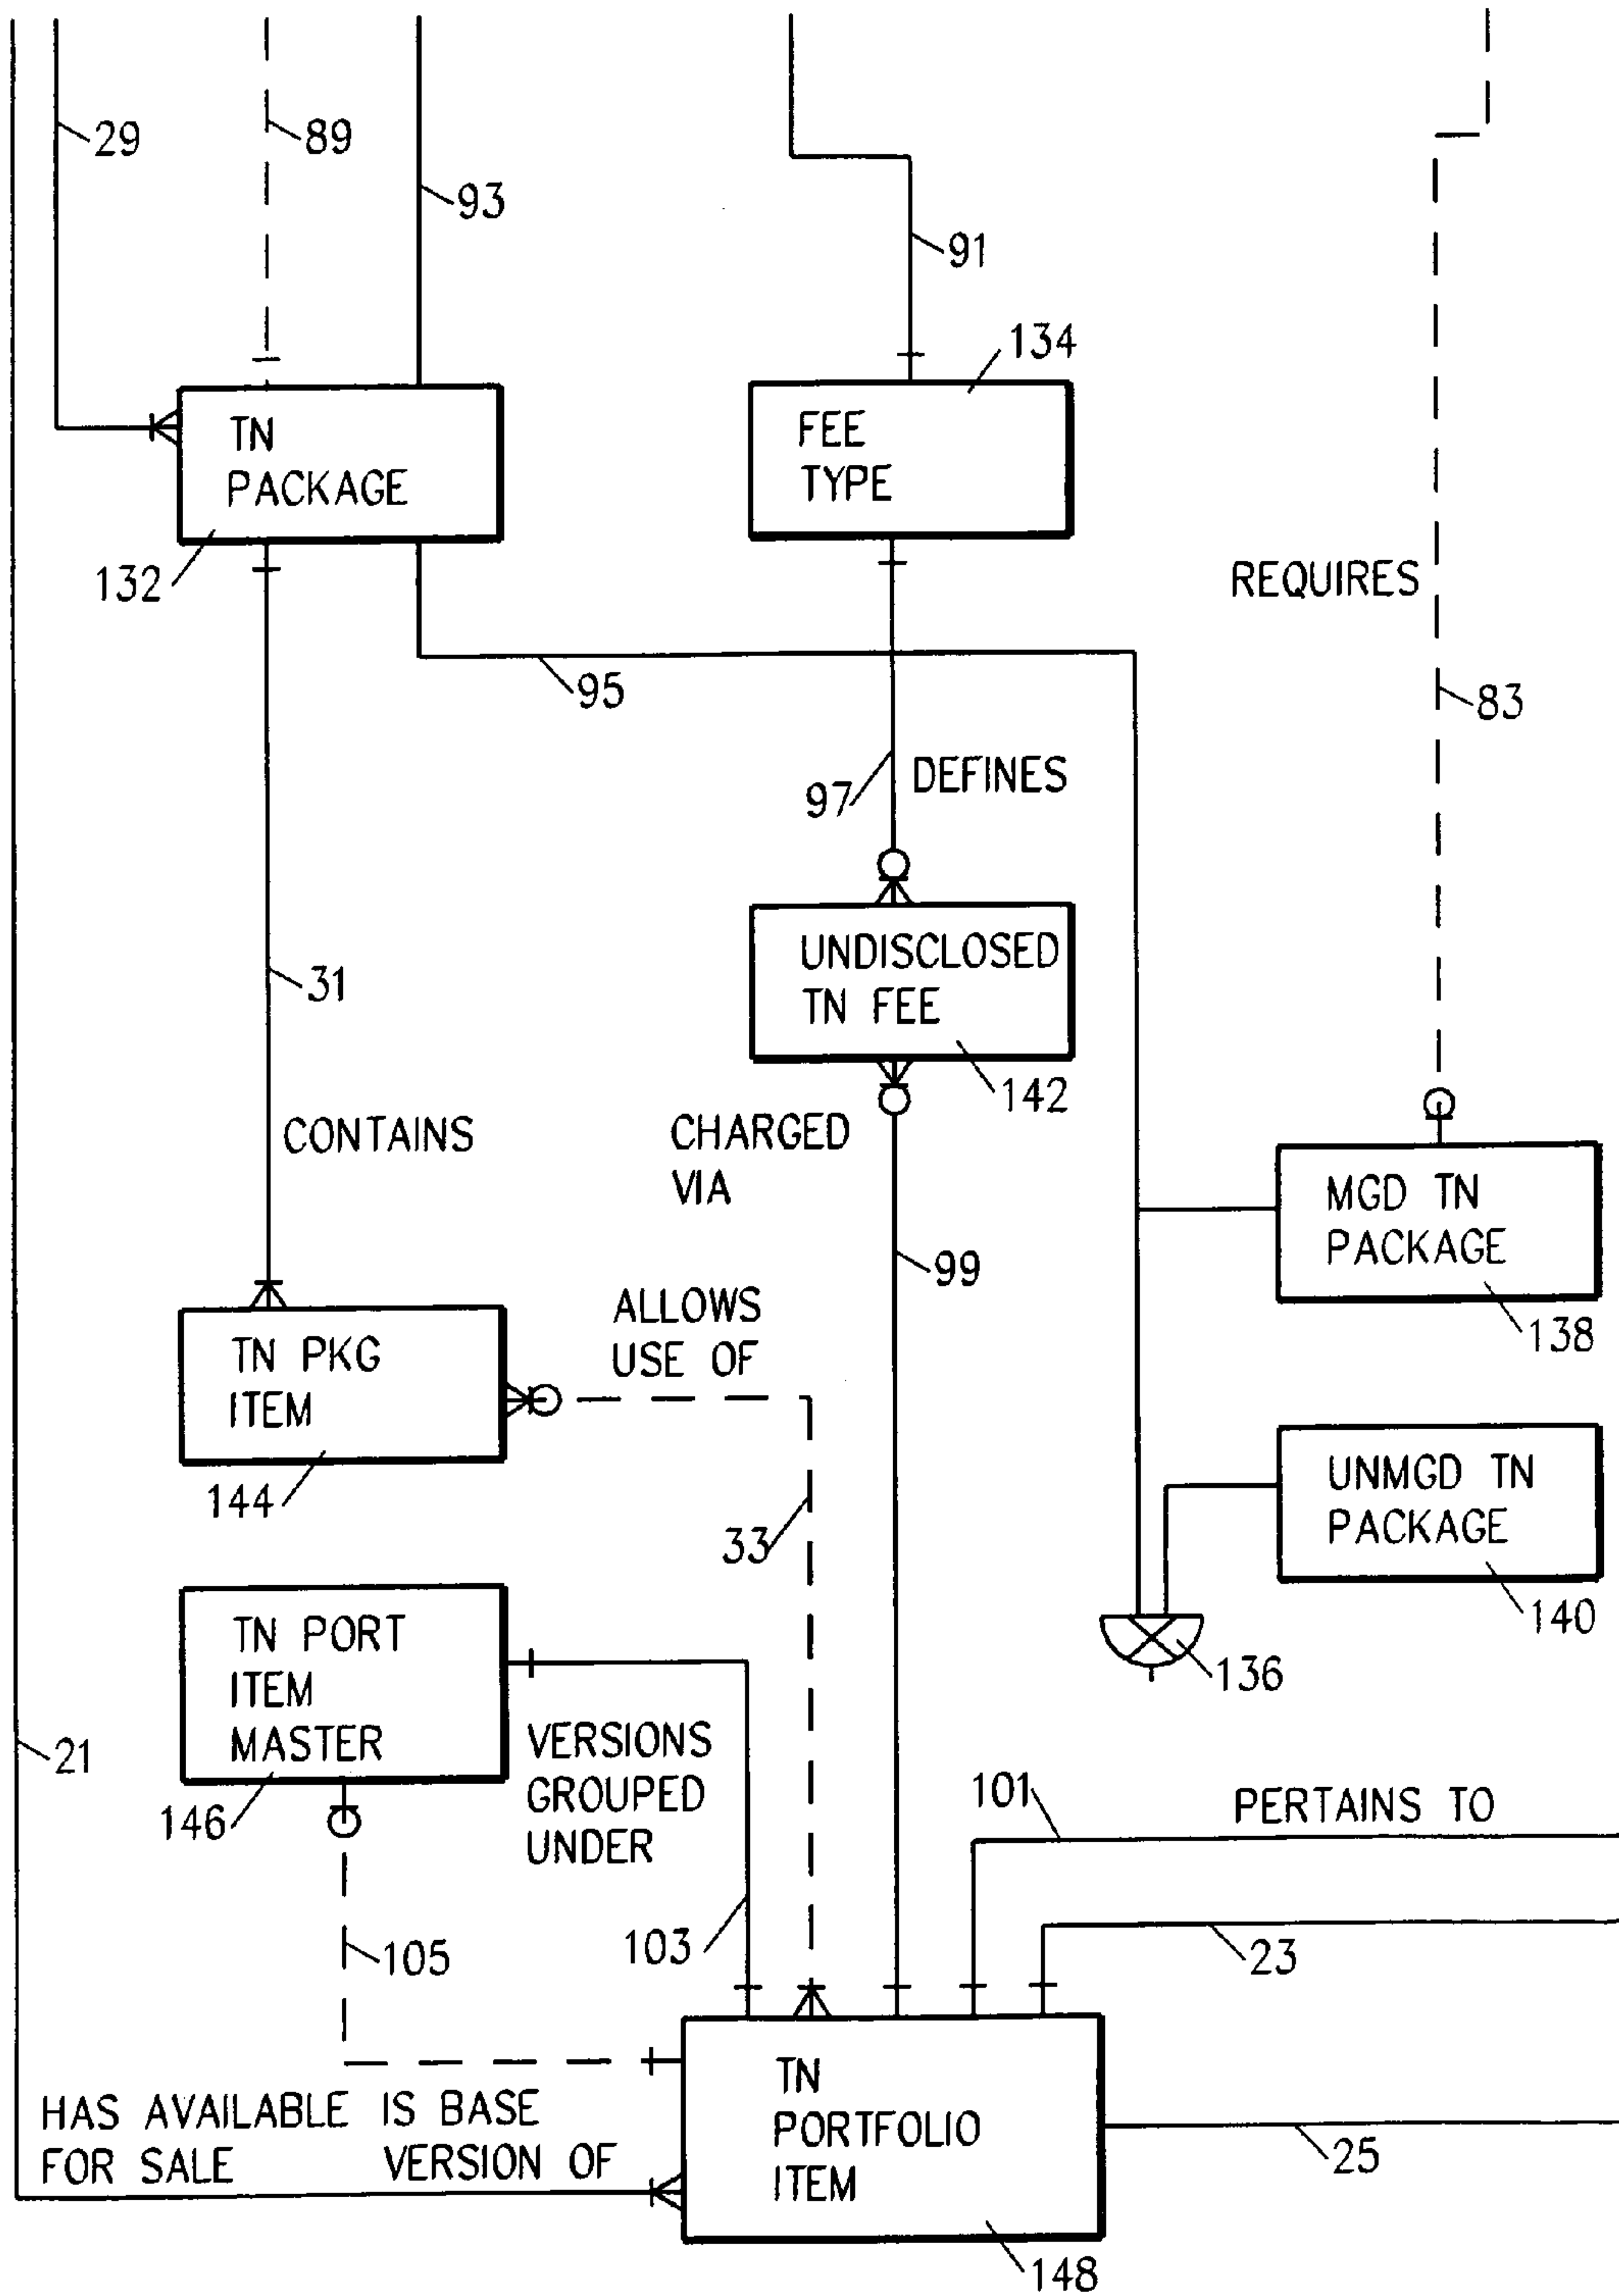 29
89
93
91
134
TN
PACKAGE
FEE
TYPE
132
REQUIRES
95
83
97
DEFINES
UNDISCLOSED
TN FEE
31
142
CONTAINS
CHARGED
VIA
MGD TN
PACKAGE
99
138
ALLOWS
USE OF
TN PKG
ITEM
144
33
UNMGD TN
PACKAGE
140
136
TN PORT
ITEM
MASTER
146
21
VERSIONS
GROUPED
UNDER
101
PERTAINS TO
105
103
23
HAS AVAILABLE
FOR SALE
IS BASE
VERSION OF
TN
PORTFOLIO
ITEM
25
148